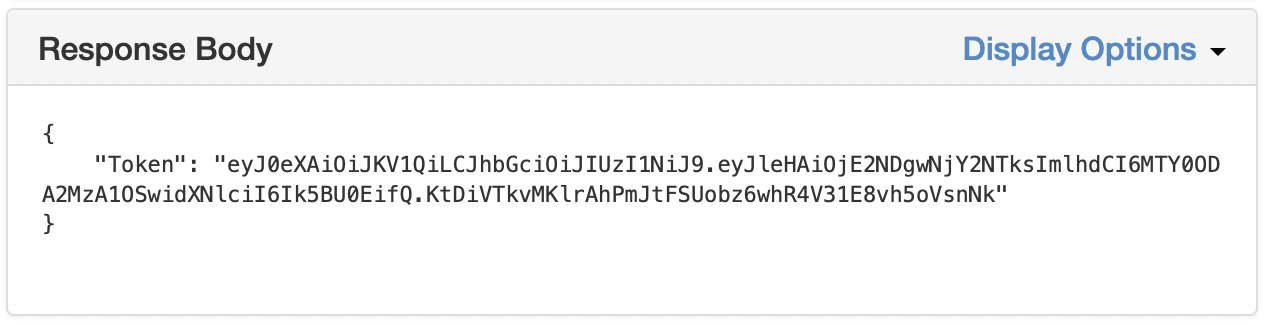 Response Body
Display Options
{
"Token": "eyJ0eXAiOiJKV1QiLCJhbGciOiJIUzI1NiJ9.eyJleHAiOjE2NDgwNjY2NTksImlhdCI6MTY0OD
A2MzA1OSwidXNlciI6Ik5BU0EifQ.KtDiVTkvMKlrAhPmJtFSUobz6whR4V31E8vh5oVsnNk"
}